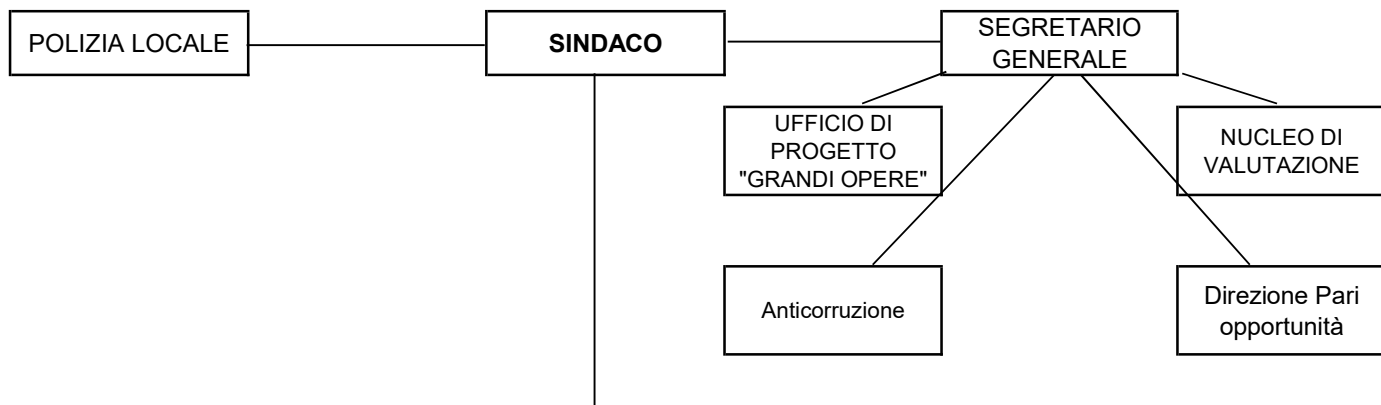 POLIZIA LOCALE
SINDACO
SEGRETARIO
GENERALE
UFFICIO DI
PROGETTO
"GRANDI OPERE"
NUCLEO DI
VALUTAZIONE
Anticorruzione
Direzione Pari
opportunità